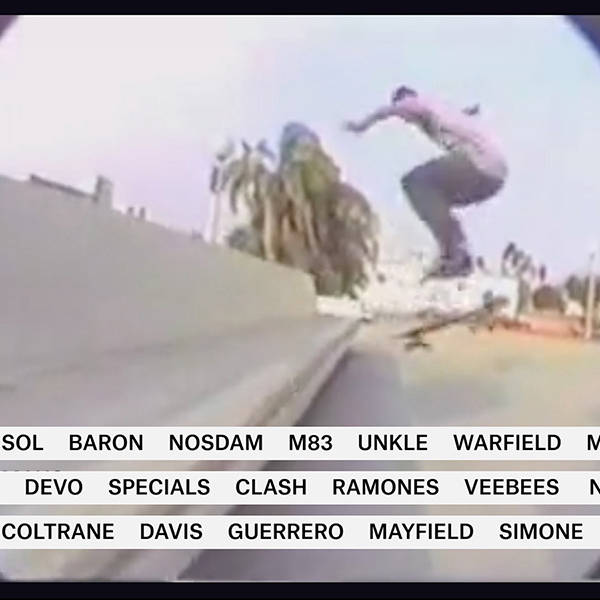 SOL BARON NOSDAM M83 UNKLE WARFIELD M
DEVO SPECIALS CLASH RAMONES VEEBEES N
COLTRANE DAVIS GUERRERO MAYFIELD SIMONE